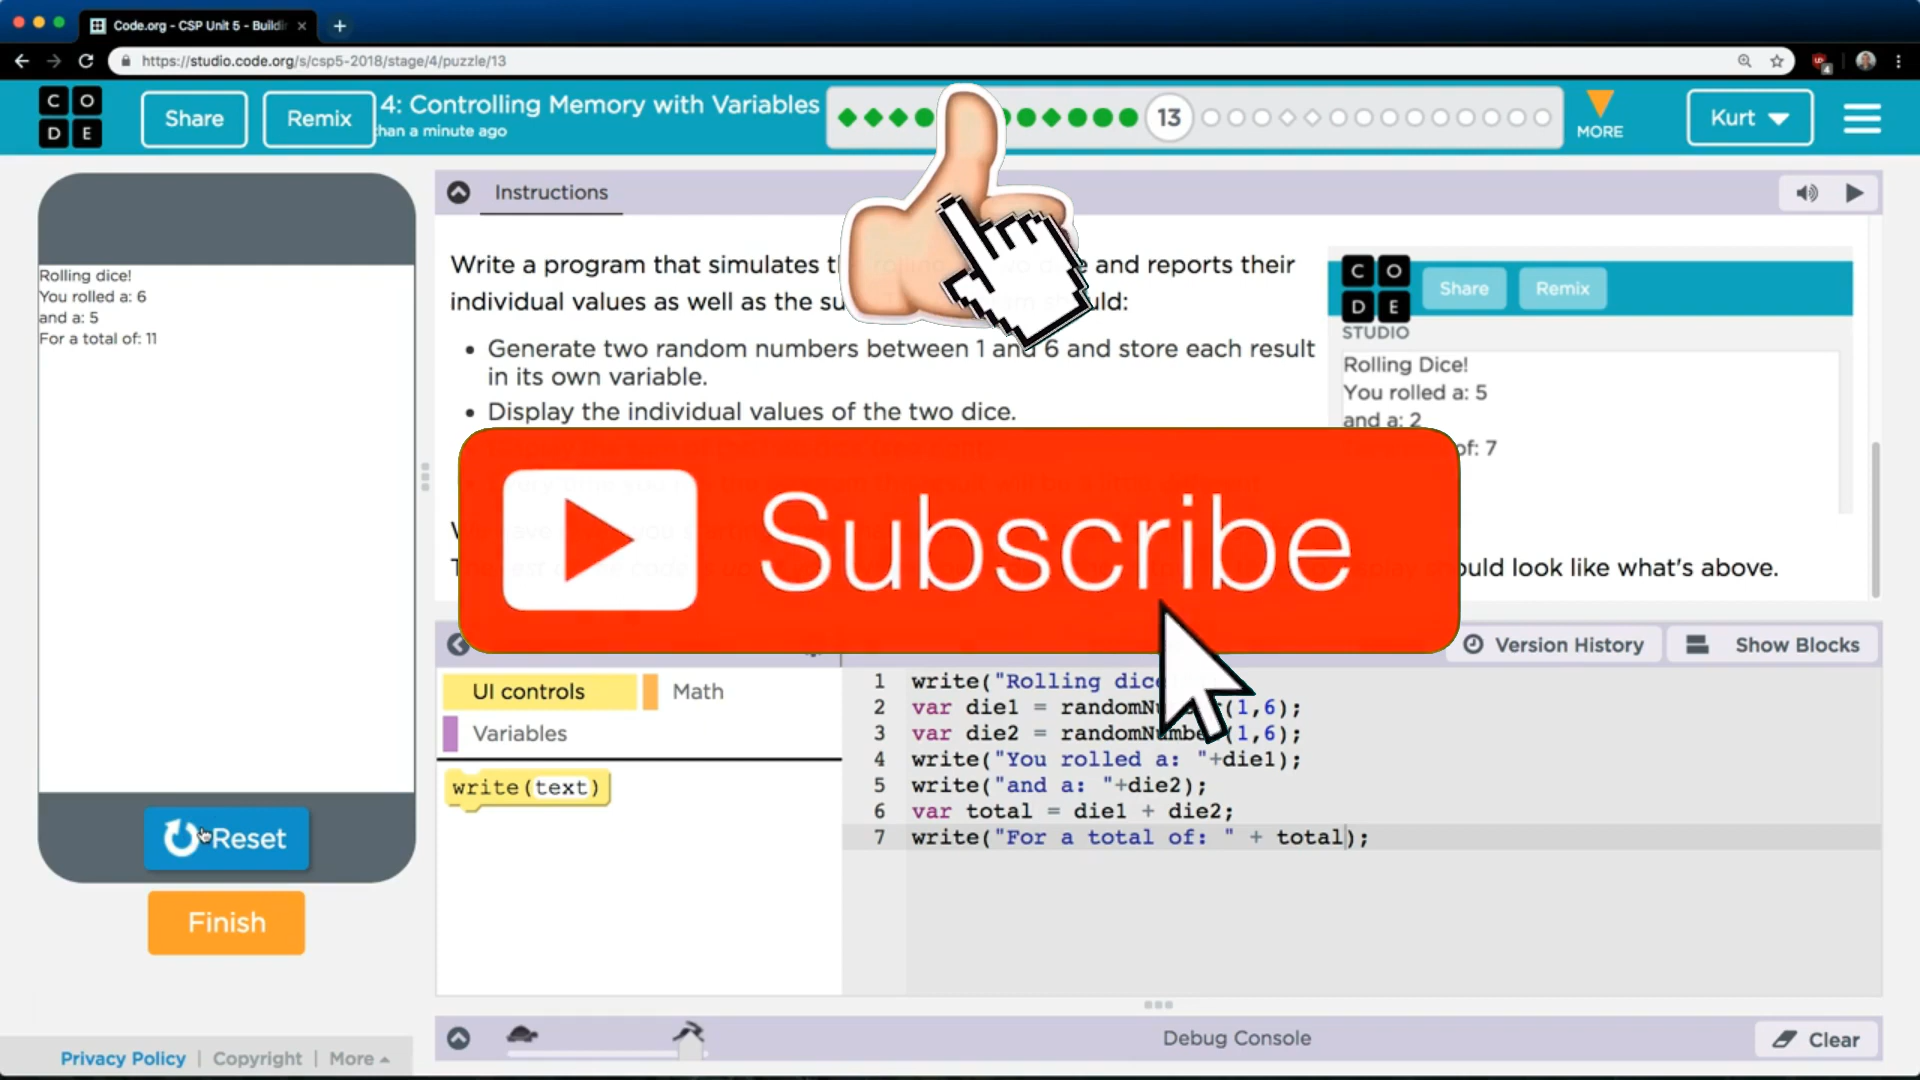 Code.org - CSP Unit 5 - Buildi
https://studio.code.org/s/csp5-2018/stage/4/puzzle/13
C O
D E
Share
Remix
4: Controlling Memory with Variables
han a minute ago
13
MORE
Kurt
Instructions
Rolling dice!
You rolled a: 6
and a: 5
For a total of: 11
Write a program that simulates and reports their
individual values as well as the
Generate two random numbers between 1 and 6 and store each result
in its own variable.
Display the individual values of the two dice.
C O
D E
STUDIO
Share
Remix
Rolling Dice!
You rolled a: 5
and a: 2
of: 7
look like what's above.
Subscribe
Version History
Show Blocks
UI controls
Math
Variables
write(text)
1 write("Rolling
2 var die1 = (1,6);
3 var die2 = randomNumber(1,6);
4 write("You rolled a: "+die1);
5 write("and a: "+die2);
6 var total = die1 + die2;
7 write("For a total of: " + total);
Reset
Finish
Debug Console
Clear
Privacy Policy | Copyright | More